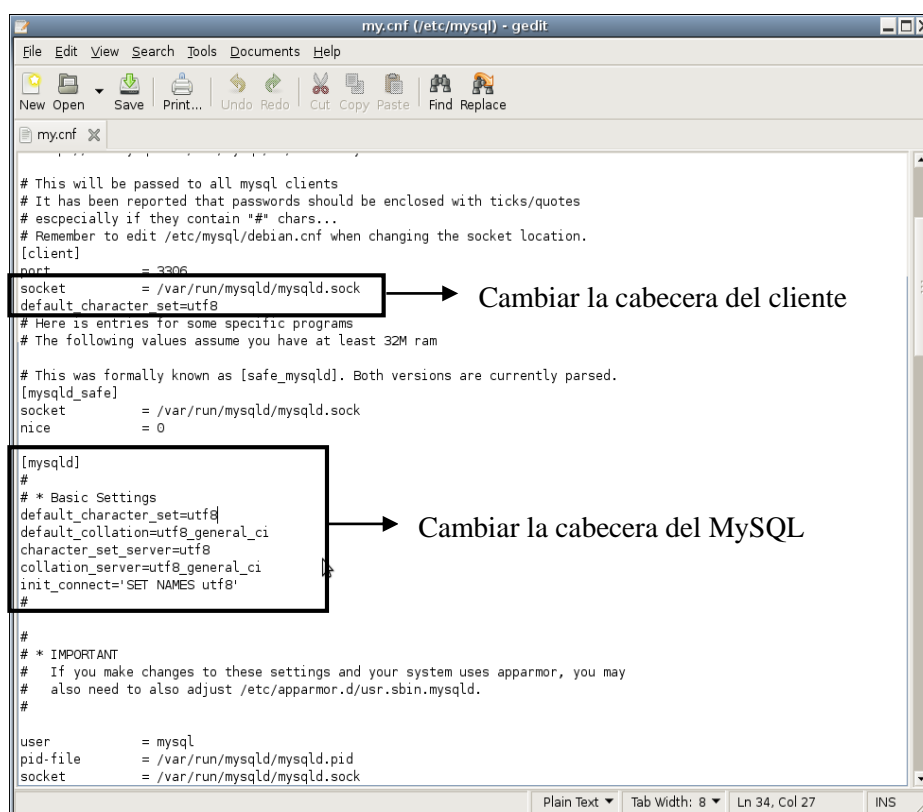 my.cnf (/etc/mysql) - gedit
File Edit View Search Tools Documents Help
New Open Save Print... Undo Redo Cut Copy Paste Find Replace
my.cnf
# This will be passed to all mysql clients
# It has been reported that passwords should be enclosed with ticks/quotes
# escpecially if they contain "#" chars...
# Remember to edit /etc/mysql/debian.cnf when changing the socket location.
[client]
port = 3306
socket = /var/run/mysqld/mysqld.sock
default_character_set=utf8
Cambiar la cabecera del cliente
# Here is entries for some specific programs
# The following values assume you have at least 32M ram
# This was formally known as [safe_mysqld]. Both versions are currently parsed.
[mysqld_safe]
socket = /var/run/mysqld/mysqld.sock
nice = 0
[mysqld]
#
# * Basic Settings
default_character_set=utf8
default_collation=utf8_general_ci
Cambiar la cabecera del MySQL
character_set_server=utf8
collation_server=utf8_general_ci
init_connect='SET NAMES utf8'
#
#
# * IMPORTANT
# If you make changes to these settings and your system uses apparmor, you may
# also need to also adjust /etc/apparmor.d/usr.sbin.mysqld.
#
user = mysql
pid-file = /var/run/mysqld/mysqld.pid
socket = /var/run/mysqld/mysqld.sock
Plain Text Tab Width: 8 Ln 34, Col 27 INS